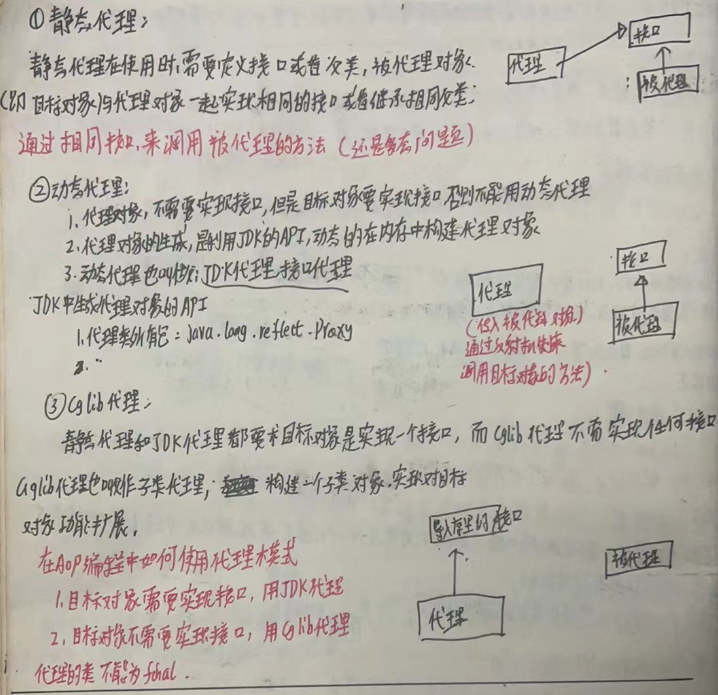 ①静态代理：
静态代理在使用时,需要定义接口或者父类,被代理对象
(即目标对象)与代理对象一起实现相同的接口或者继承相同父类;
通过相同接口,来调用被代理的方法(还是多态问题)
代理
接口
被代理
②动态代理:
1.代理对象,不需要实现接口,但是目标对象要实现接口否则不能用动态代理
2.代理对象的生成,是利用JDK的API,动态的在内存中构建代理对象
3.动态代理也叫做:JDK代理,接口代理
JDK中生成代理对象的API
1.代理类所有包:java.lang.reflect.Proxy
2.
代理
(传入被代理对象)
通过反射机制来
调用目标对象的方法)
接口
被代理
③Cglib代理:
静态代理和JDK代理都要求目标对象是实现一个接口,而Cglib代理不需实现任何接口
Cglib代理也叫作子类代理,构建一个子类对象,实现对目标
对象功能扩展.
在AOP编程中如何使用代理模式
1.目标对象需要实现接口,用JDK代理
2.目标对象不需要实现接口,用Cglib代理
代理的类不能为final.
接口
代理
被代理